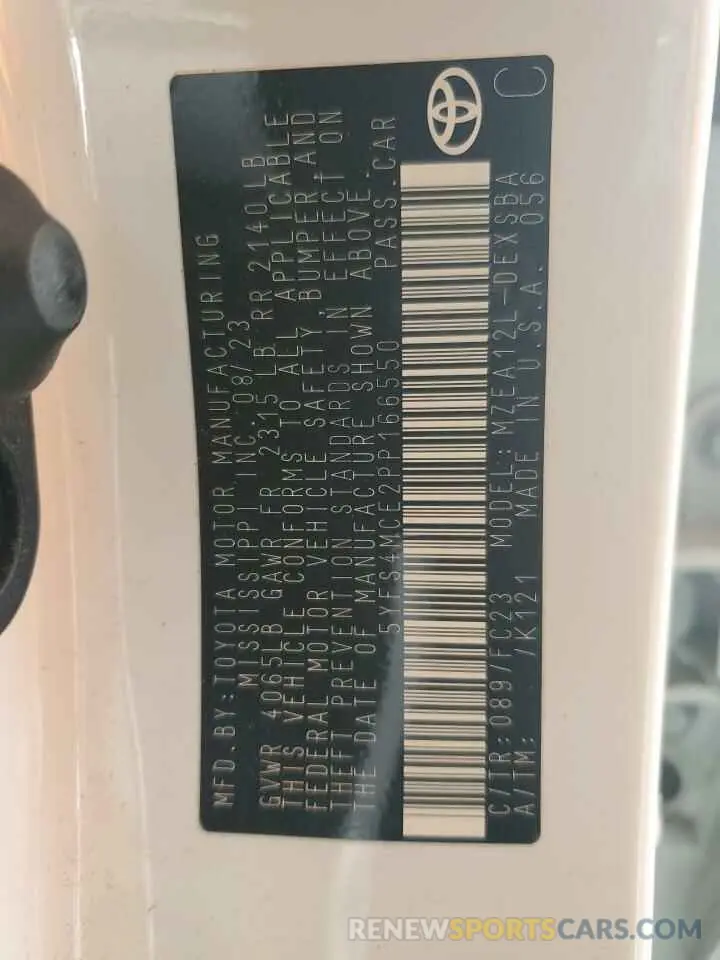 MFD.BY:TOYOTA MOTOR MANUFACTURING
MISSISSIPPI INC.08/23
GVWR 4065LB GAWR FR 2315 LB RR 2140LB
THIS VEHICLE CONFORMS TO ALL APPLICABLE
FEDERAL MOTOR VEHICLE SAFETY, BUMPER,AND
THEFT PREVENTION STANDARDS IN EFFECT ON
THE DATE OF MANUFACTURE SHOWN ABOVE.
5YFS4MCE2PP166550 PASS.CAR
C/TR:089/FC23 MODEL:MZEA12L-DEXSBA
A/TM: /K121 MADE IN U.S.A. 056
C
RENEWSPORTSCARS.COM